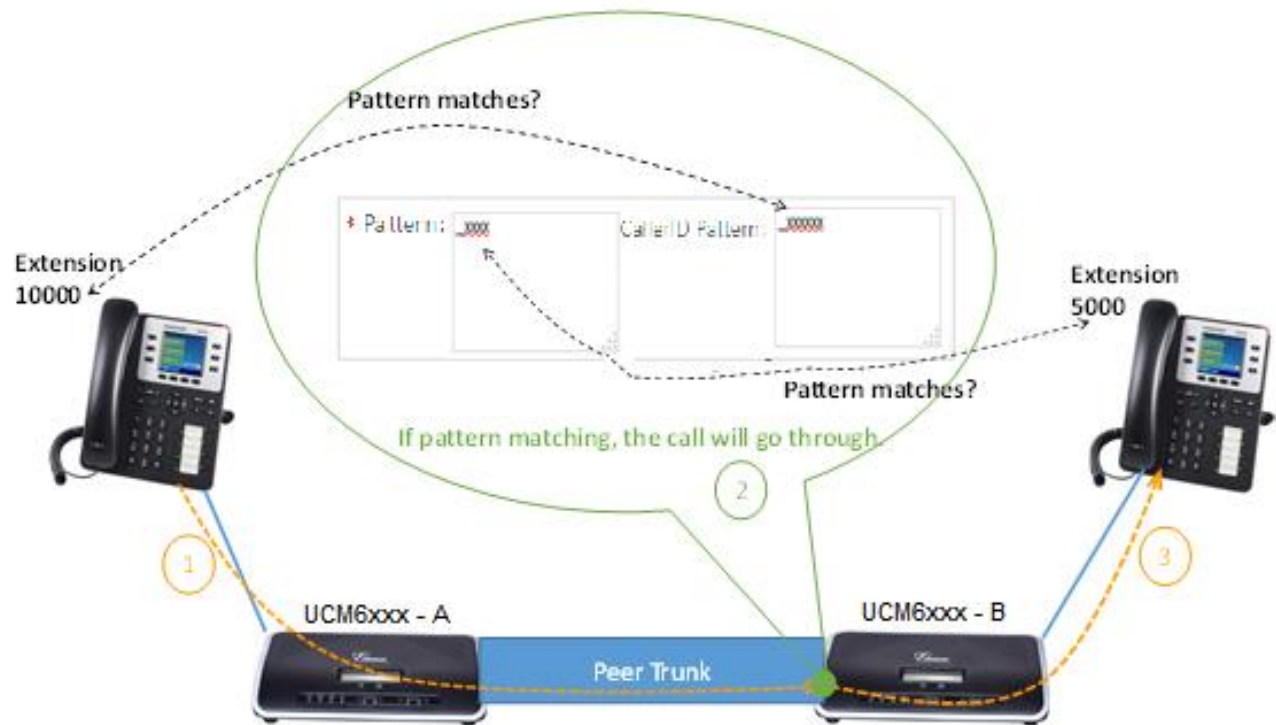 Pattern matches?
* Pattern: _xxxx CallerID Pattern:
Extension
10000
Extension
5000
Pattern matches?
If pattern matching, the call will go through.
2
1
3
UCM6xxx - A
UCM6xxx - B
Peer Trunk